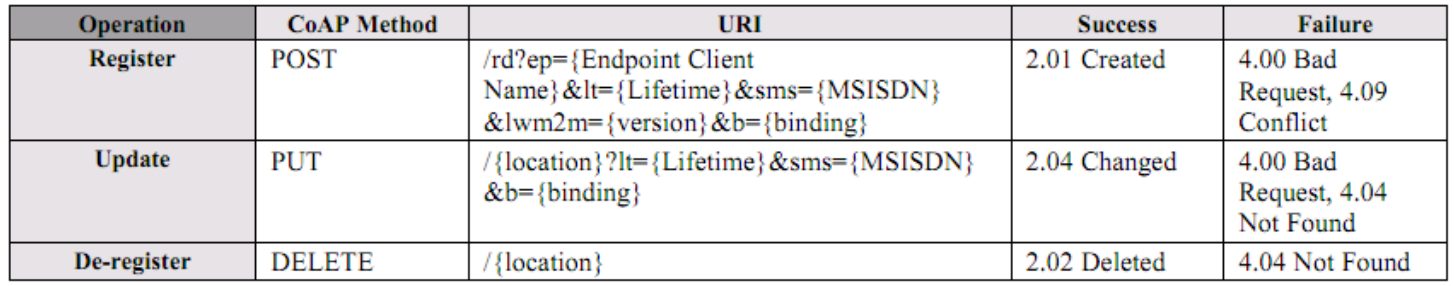 Operation CoAP Method URI Success Failure
Register POST /rd?ep={Endpoint Client 2.01 Created 4.00 Bad
Name}&lt={Lifetime}&sms={MSISDN} Request, 4.09
&lwm2m={version}&b={binding} Conflict
Update PUT /{location}?lt={Lifetime}&sms={MSISDN} 2.04 Changed 4.00 Bad
&b={binding} Request, 4.04
Not Found
De-register DELETE /{location} 2.02 Deleted 4.04 Not Found